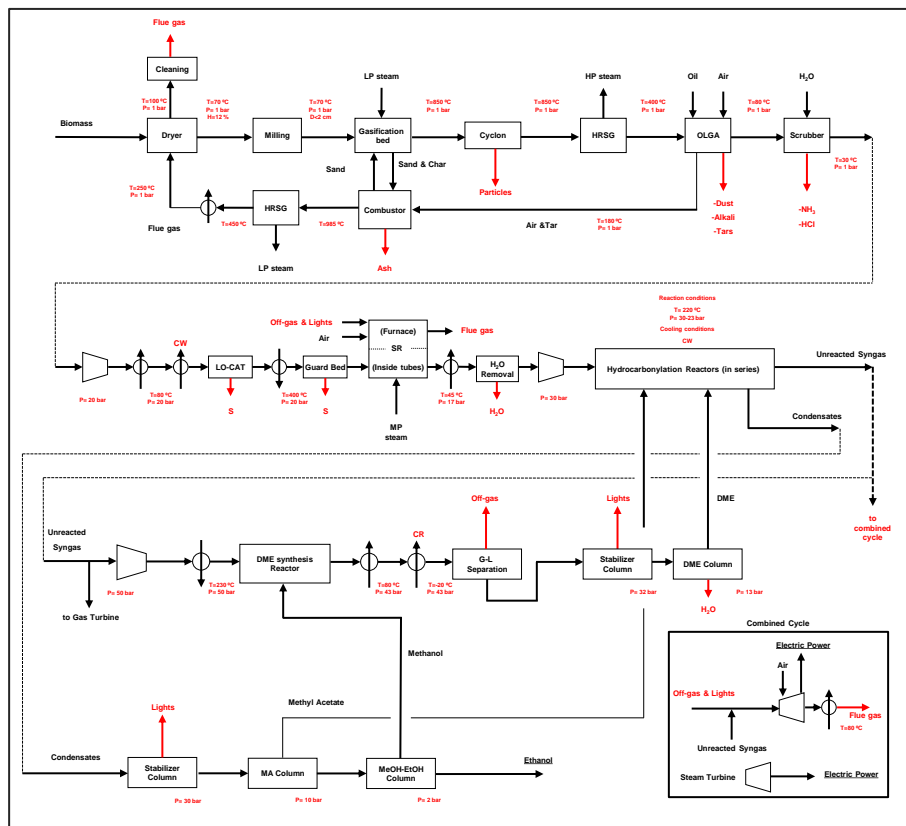 Flue gas
Cleaning
LP steam
HP steam
Oil
Air
H₂O
T=100 ºC
P= 1 bar
T=70 ºC
P= 1 bar
H=12 %
T=70 ºC
P= 1 bar
D<2 cm
T=850 ºC
P= 1 bar
T=850 ºC
P= 1 bar
T=400 ºC
P= 1 bar
T=60 ºC
P= 1 bar
Biomass
Dryer
Milling
Gasification
bed
Cyclon
HRSG
OLGA
Scrubber
T=30 ºC
P= 1 bar
Sand
Sand & Char
Particles
T=250 ºC
P= 1 bar
HRSG
Combustor
-Dust
-Alkali
-Tars
-NH₃
-HCl
Flue gas
T=450 ºC
T=985 ºC
Air &Tar
T=180 ºC
P= 1 bar
LP steam
Ash
Reaction conditions
T= 220 ºC
P= 30-23 bar
Cooling conditions
CW
Off-gas & Lights
Air
(Furnace)
SR
(Inside tubes)
Flue gas
CW
LO-CAT
Guard Bed
H₂O
Removal
Hydrocarbonylation Reactors (in series)
Unreacted Syngas
P= 20 bar
T=80 ºC
P= 20 bar
S
T=400 ºC
P= 20 bar
S
MP
steam
T=45 ºC
P= 17 bar
H₂O
P= 30 bar
Condensates
DME
Off-gas
Lights
to
combined
cycle
Unreacted
Syngas
CR
DME synthesis
Reactor
G-L
Separation
Stabilizer
Column
DME Column
P= 50 bar
T=230 ºC
P= 50 bar
T=80 ºC
P= 43 bar
T=-20 ºC
P= 43 bar
P= 32 bar
P= 13 bar
H₂O
to Gas Turbine
Combined Cycle
Electric Power
Air
Off-gas & Lights
Flue gas
T=80 ºC
Unreacted Syngas
Steam Turbine
Electric Power
Methanol
Methyl Acetate
Lights
Condensates
Stabilizer
Column
MA Column
MeOH-EtOH
Column
Ethanol
P= 30 bar
P= 10 bar
P= 2 bar